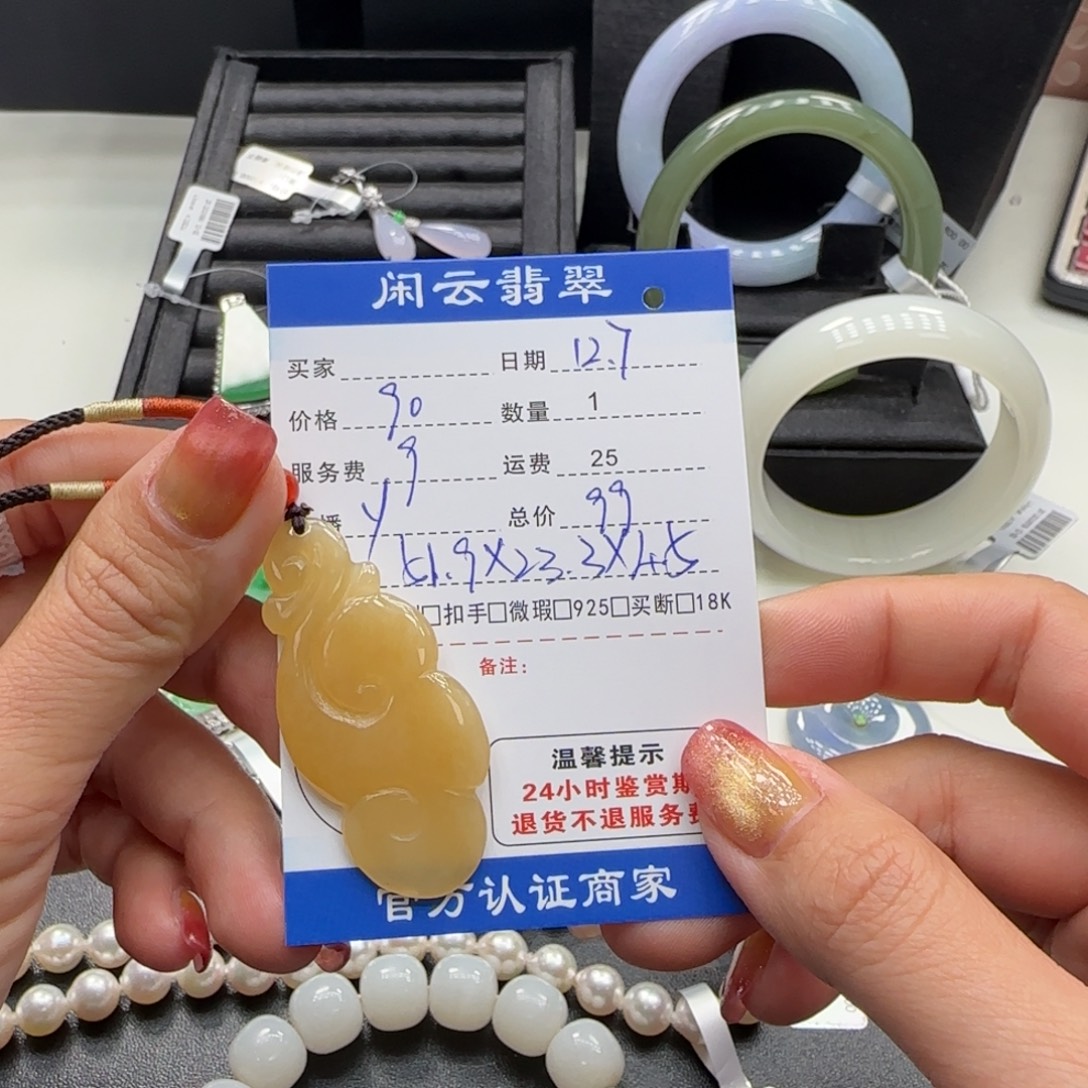 闲云翡翠
买家 日期 12.7
价格 90 数量 1
服务费 9 运费 25
播 y 总价 99
51.9X23.3X4.5
□扣手□微瑕□925□买断□18K
备注:
温馨提示
24小时鉴赏期
退货不退服务费
官方认证商家